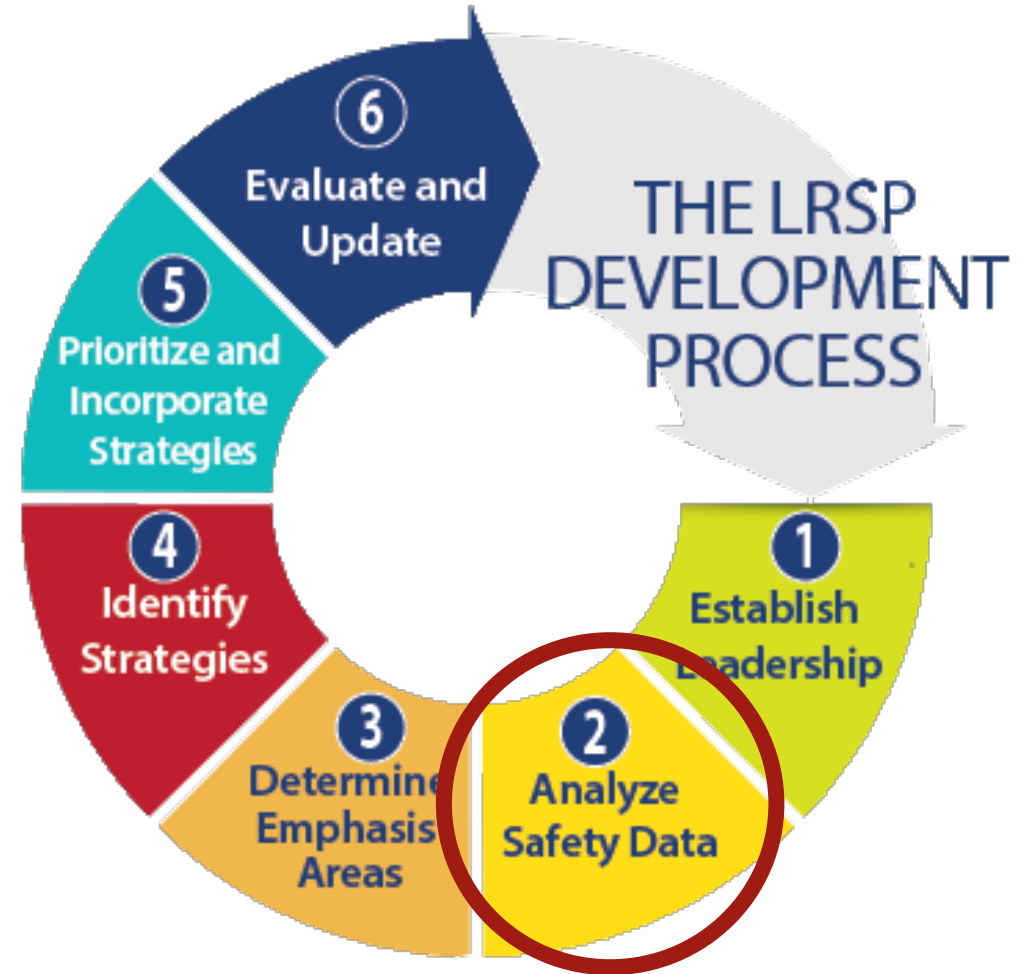 THE LRSP
DEVELOPMENT
PROCESS
1
Establish
Leadership
2
Analyze
Safety Data
3
Determine
Emphasis
Areas
4
Identify
Strategies
5
Prioritize and
Incorporate
Strategies
6
Evaluate and
Update